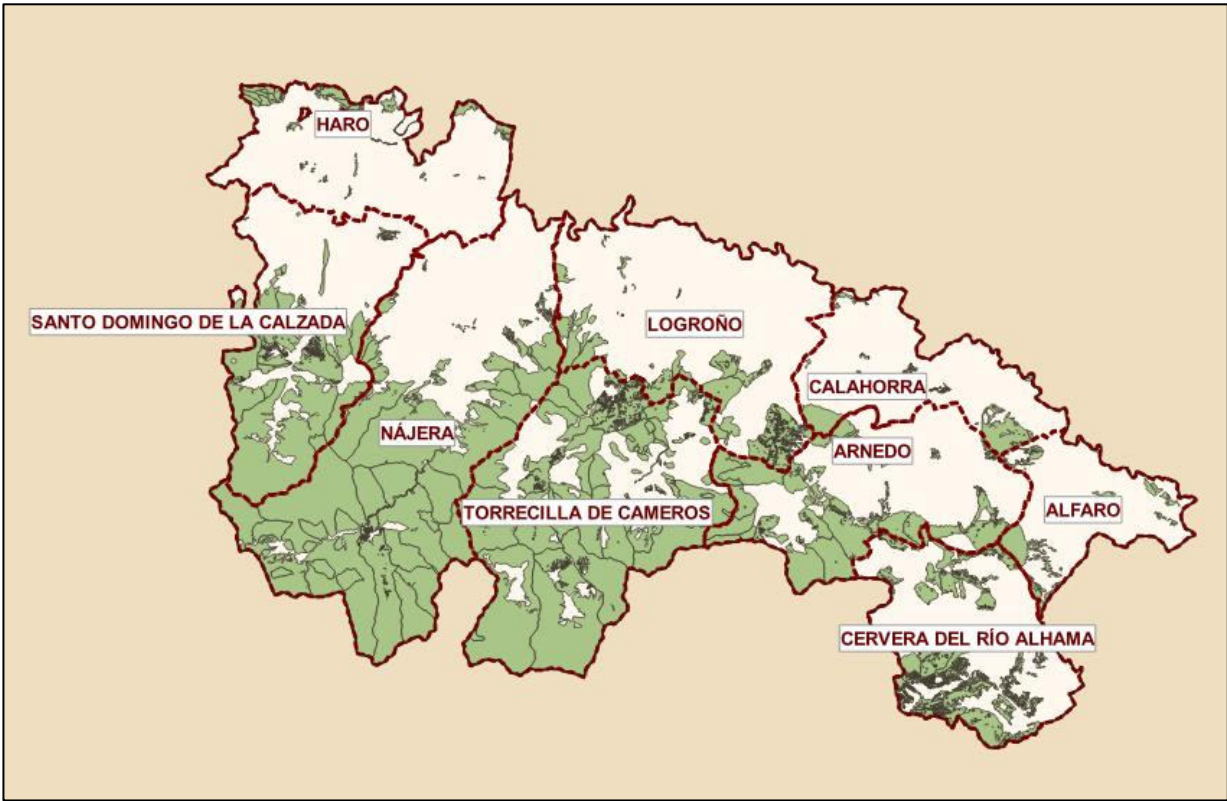 HARO
SANTO DOMINGO DE LA CALZADA
LOGROÑO
CALAHORRA
NÁJERA
ARNEDO
TORRECILLA DE CAMEROS
ALFARO
CERVERA DEL RÍO ALHAMA